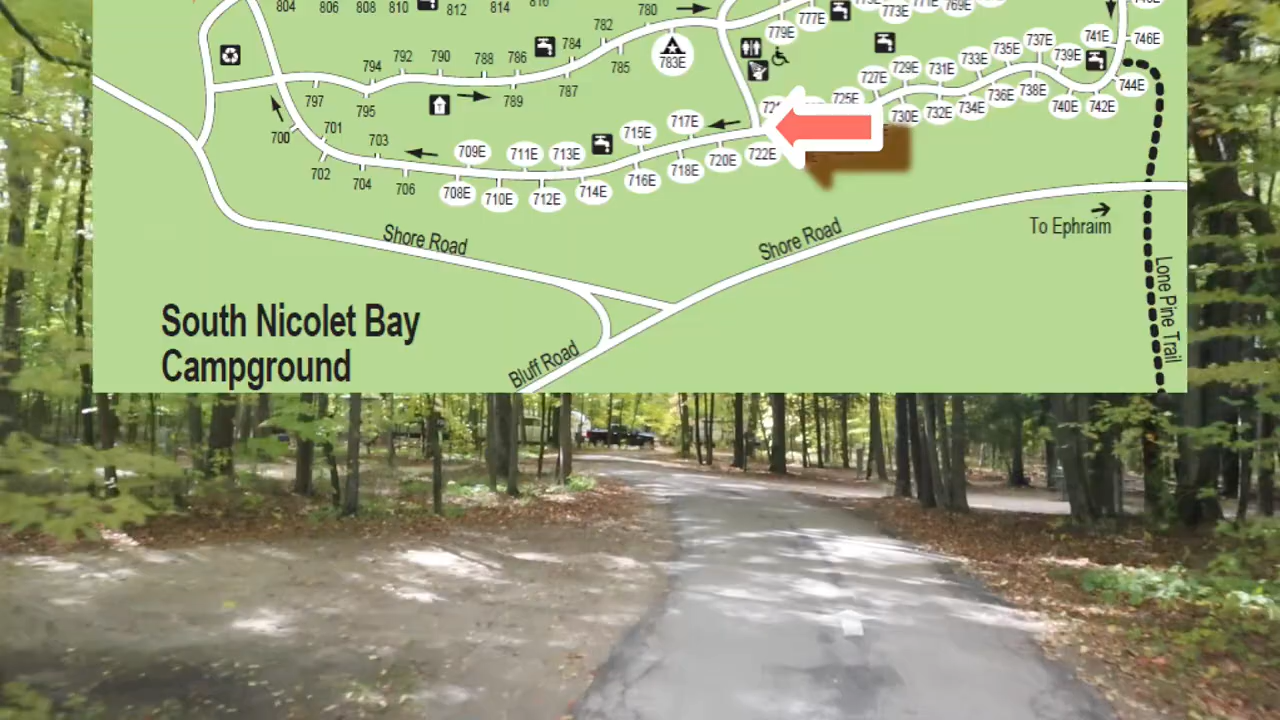 804 806 808 810 812 814 816
780
782
784
786
788
790
792
794
795
797
785
787
789
783E
779E
777E
773E
771E
769E
700
701
702
703
704
706
709E
711E
713E
715E
717E
708E
710E
712E
714E
716E
718E
720E
722E
725E
727E
729E
731E
733E
735E
737E
739E
741E
746E
744E
730E
732E
734E
736E
738E
740E
742E
Shore Road
Shore Road
To Ephraim
Lone Pine Trail
Bluff Road
South Nicolet Bay
Campground